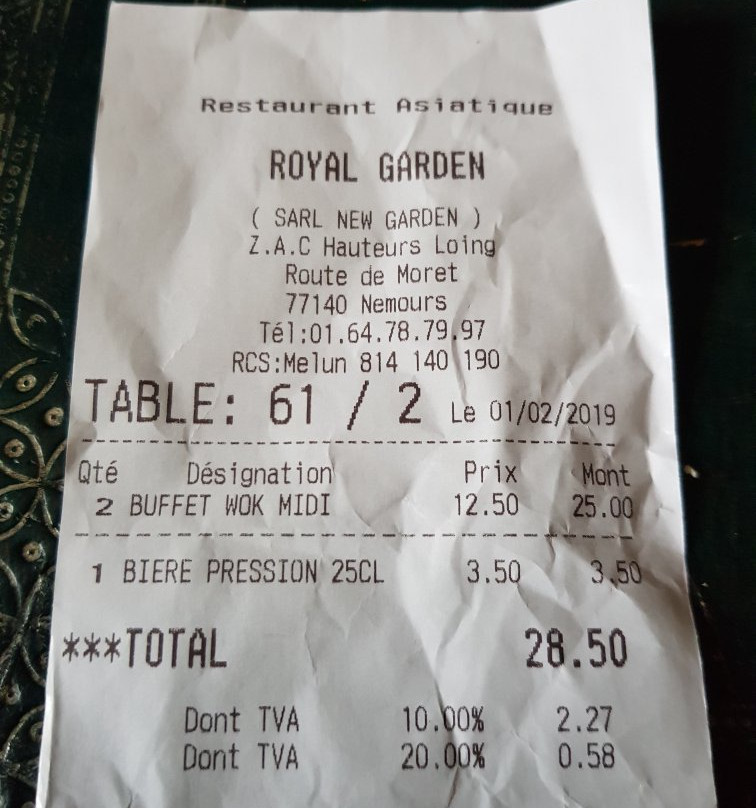 Restaurant Asiatique
ROYAL GARDEN
( SARL NEW GARDEN )
Z.A.C Hauteurs Loing
Route de Moret
77140 Nemours
Tél:01.64.78.79.97
RCS:Melun 814 140 190
TABLE: 61 / 2 Le 01/02/2019
Qté Désignation Prix Mont
2 BUFFET WOK MIDI 12.50 25.00
1 BIERE PRESSION 25CL 3.50 3.50
***TOTAL 28.50
Dont TVA 10.00% 2.27
Dont TVA 20.00% 0.58